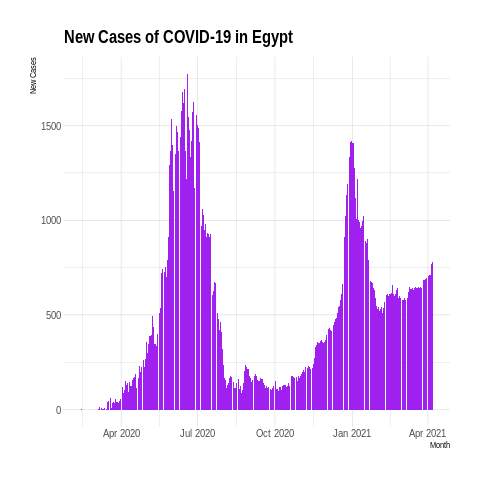 New Cases of COVID-19 in Egypt
New Cases
1500
1000
500
0
Apr 2020 Jul 2020 Oct 2020 Jan 2021 Apr 2021
Month